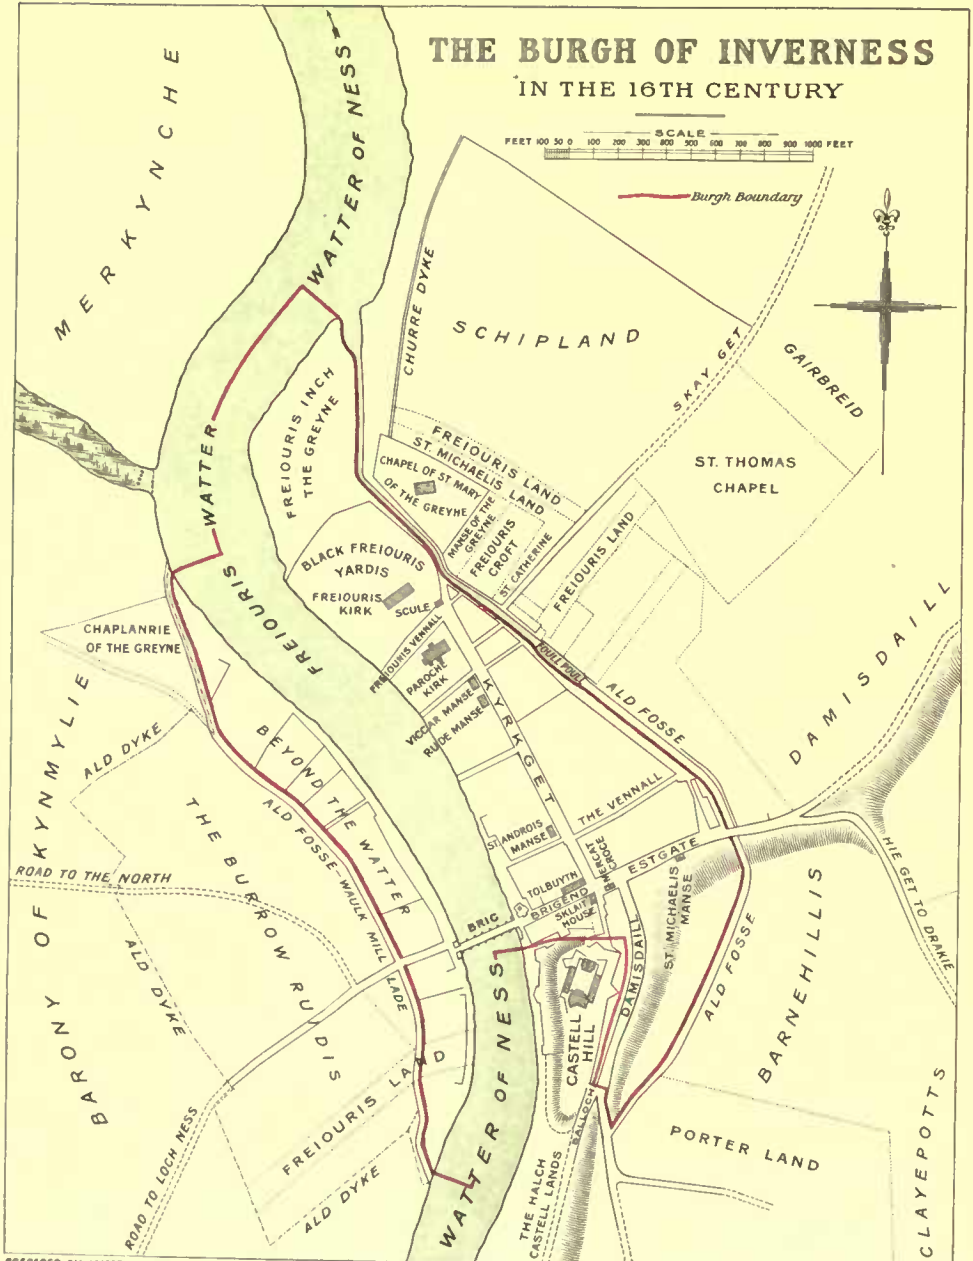 THE BURGH OF INVERNESS
IN THE 16TH CENTURY
SCALE
FEET 100 50 0 100 200 300 400 500 600 700 800 900 1000 FEET
Burgh Boundary
MERKYNCHE
WATTER OF NESS
CHURRE DYKE
SCHIPLAND
SKAY GET
GAIRBREID
FREIOURIS INCH
THE GREYNE
WATTER
FREIOURIS
FREIOURIS LAND
ST. MICHAELIS LAND
CHAPEL OF ST MARY
OF THE GREYNE
MANSE OF THE
GREYNE
FREIOURIS
CROFT
ST CATHERINE
FREIOURIS LAND
ST. THOMAS
CHAPEL
BLACK FREIOURIS
YARDIS
FREIOURIS
KIRK
SCULE
FREIOURIS VENNALL
PAROCHE
KIRK
VICCAR MANSE
RUDE MANSE
KYRKGET
FOULL POULL
ALD FOSSE
DAMISDAILL
CHAPLANRIE
OF THE GREYNE
ALD DYKE
BEYOND THE WATTER
ALD FOSSE-WAULK MILL LADE
THE BURROW RUIDIS
BARONY OF KYNMYLIE
ROAD TO THE NORTH
ALD DYKE
ST. ANDROIS
MANSE
THE VENNALL
MERCAT
CROCE
ESTGATE
TOLBUYTH
BRIGEND
SKLAIT
HOUSE
BRIG
ST. MICHAELIS
MANSE
HIE GET TO DRAKIE
DAMISDAILL
ALD FOSSE
BARNEHILLIS
CASTELL
HILL
WATTER OF NESS
FREIOURIS LAND
ALD DYKE
ROAD TO LOCH NESS
BALLOCH
THE HALCH
CASTELL LANDS
PORTER LAND
CLAYEPOTTS